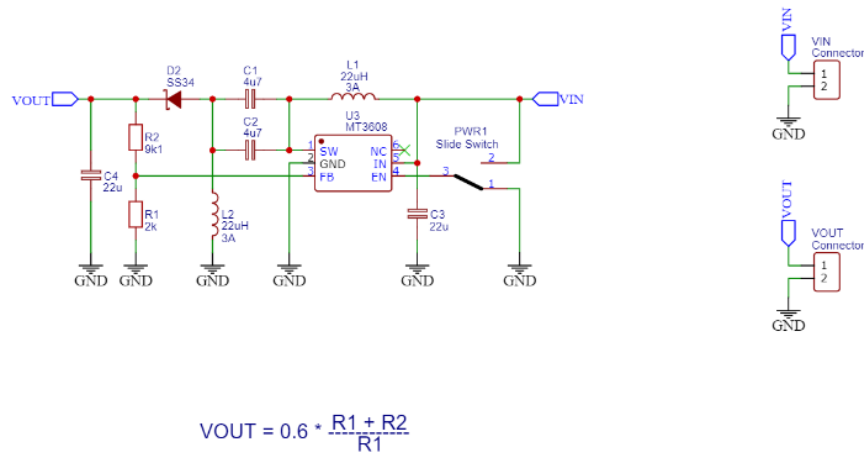 VOUT
D2
SS34
C1
4u7
C2
4u7
L1
22uH
3A
VIN
R2
9k1
R1
2k
C4
22u
L2
22uH
3A
U3
MT3608
1 SW
2 GND
3 FB
NC 6
IN 5
EN 4
PWR1
Slide Switch
2
3
1
C3
22u
GND
GND
GND
GND
GND
GND
VIN
VIN
Connector
1
2
GND
VOUT
VOUT
Connector
1
2
GND
VOUT = 0.6 * R1 + R2
R1